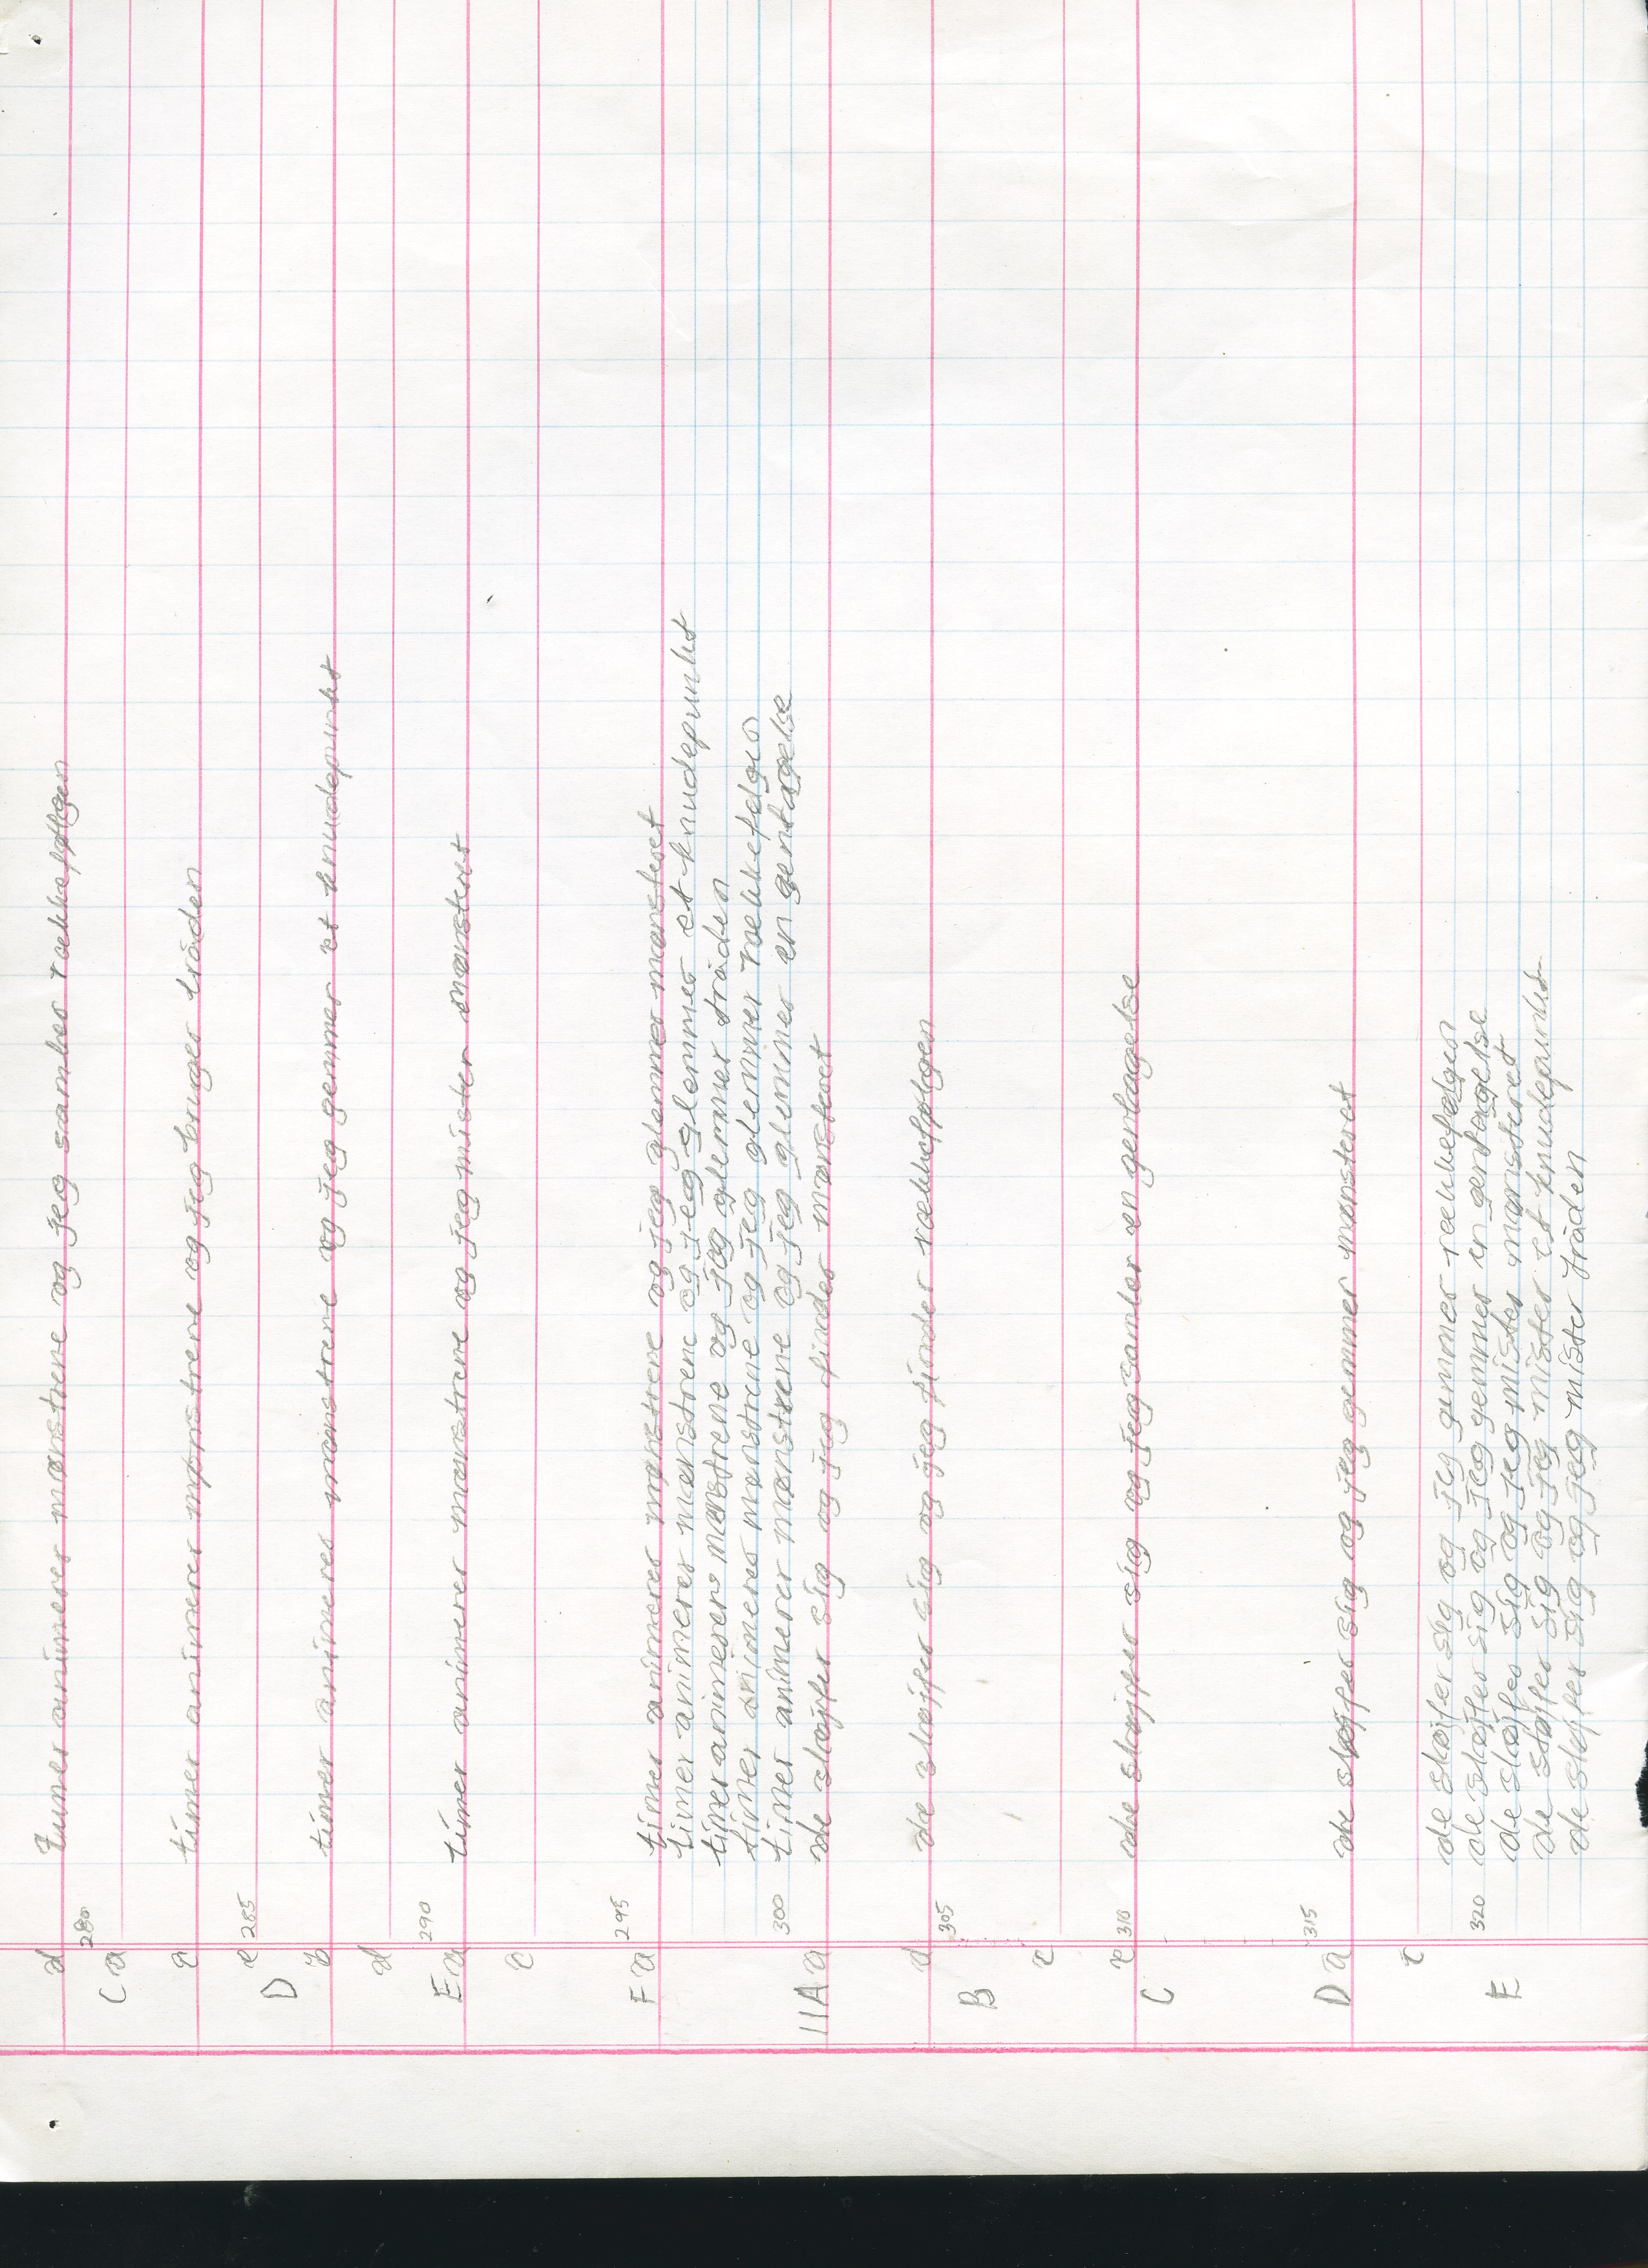 d timer animerer mønstrene og jeg samler rækkefølgen
280
C a
c timer animerer mønstrene og jeg bruger tråden
e 285
D
b timer animerer mønstrene og jeg gemmer et knudepunkt
d
290
E a timer animerer mønstrene og jeg mister mønsteret
c
295
F a timer animerer mønstrene og jeg glemmer mønsteret
timer animerer mønstrene og jeg glemmer et knudepunkt
timer animerer mønstrene og jeg glemmer tråden
timer animerer mønstrene og jeg glemmer rækkefølgen
300 timer animerer mønstrene og jeg glemmer en gentagelse
11A a de sløjfer sig og jeg finder mønsteret
d de sløjfer sig og jeg finder rækkefølgen
305
B
c
e 310 de sløjfer sig og jeg samler en gentagelse
C
315
D a de sløjfer sig og jeg gemmer mønsteret
c
de sløjfer sig og jeg gemmer rækkefølgen
320 de sløjfer sig og jeg gemmer en gentagelse
E de sløjfer sig og jeg mister mønsteret
de sløjfer sig og jeg mister et knudepunkt
de sløjfer sig og jeg mister tråden